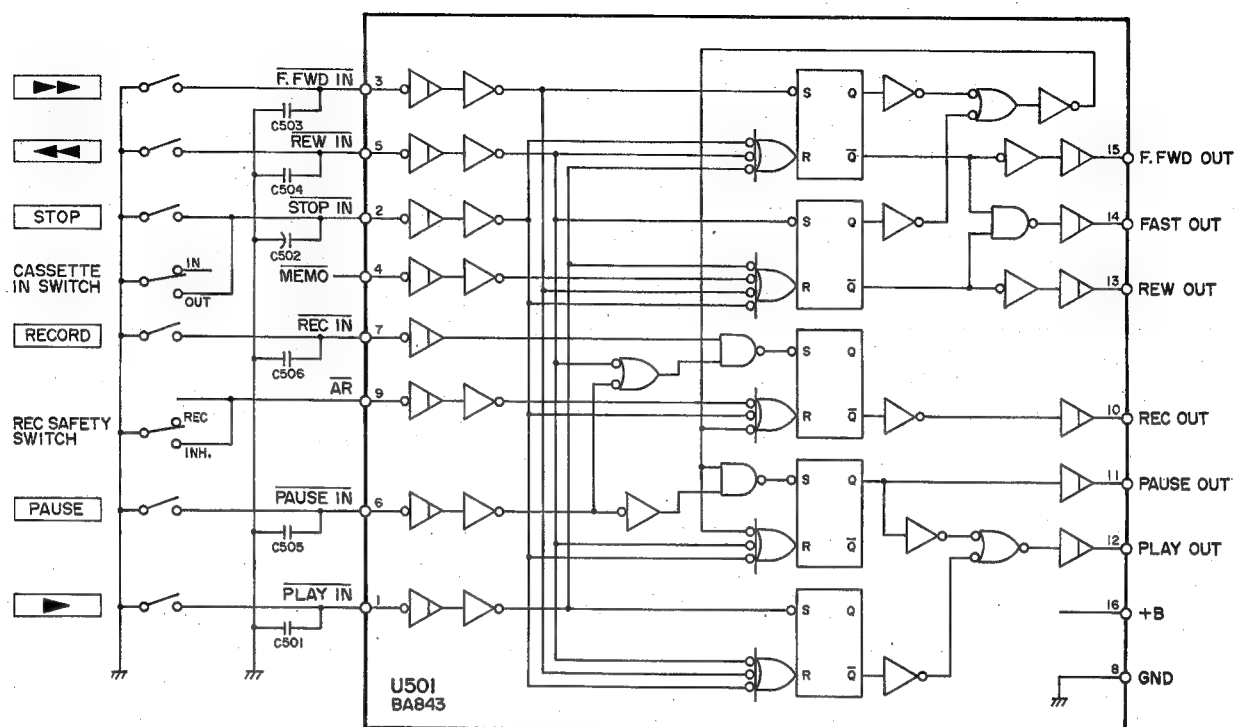 F. FWD IN
3
C503
S
Q
REW IN
5
C504
R
Q
15
F. FWD OUT
STOP
STOP IN
2
C502
S
Q
14
FAST OUT
CASSETTE
IN SWITCH
IN
OUT
MEMO
4
R
Q
13
REW OUT
RECORD
REC IN
7
C506
S
Q
REC SAFETY
SWITCH
REC
INH.
AR
9
R
Q
10
REC OUT
PAUSE
PAUSE IN
6
C505
S
Q
11
PAUSE OUT
R
Q
12
PLAY OUT
PLAY IN
1
C501
S
Q
16
+B
R
Q
8
GND
U501
BA843